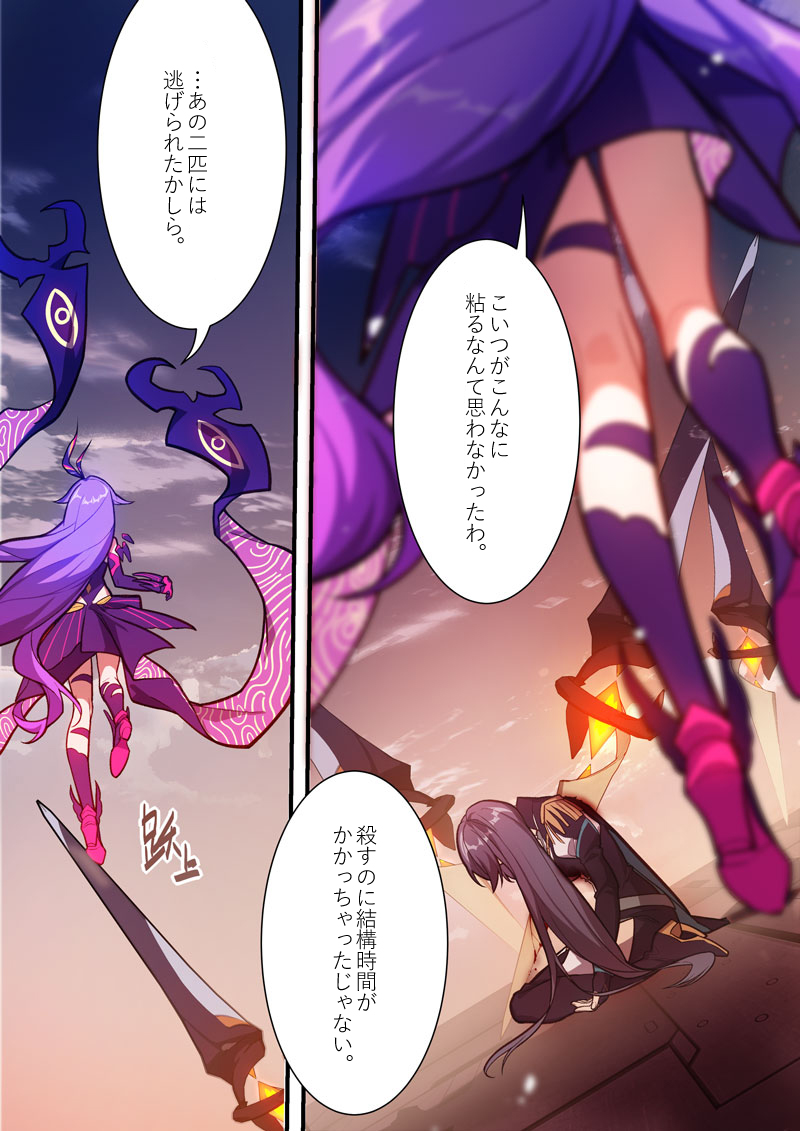 こいつがこんなに
粘るなんて思わなかったわ。
殺すのに結構時間が
かかっちゃったじゃない。
…あの二匹には
逃げられたかしら。
跃上